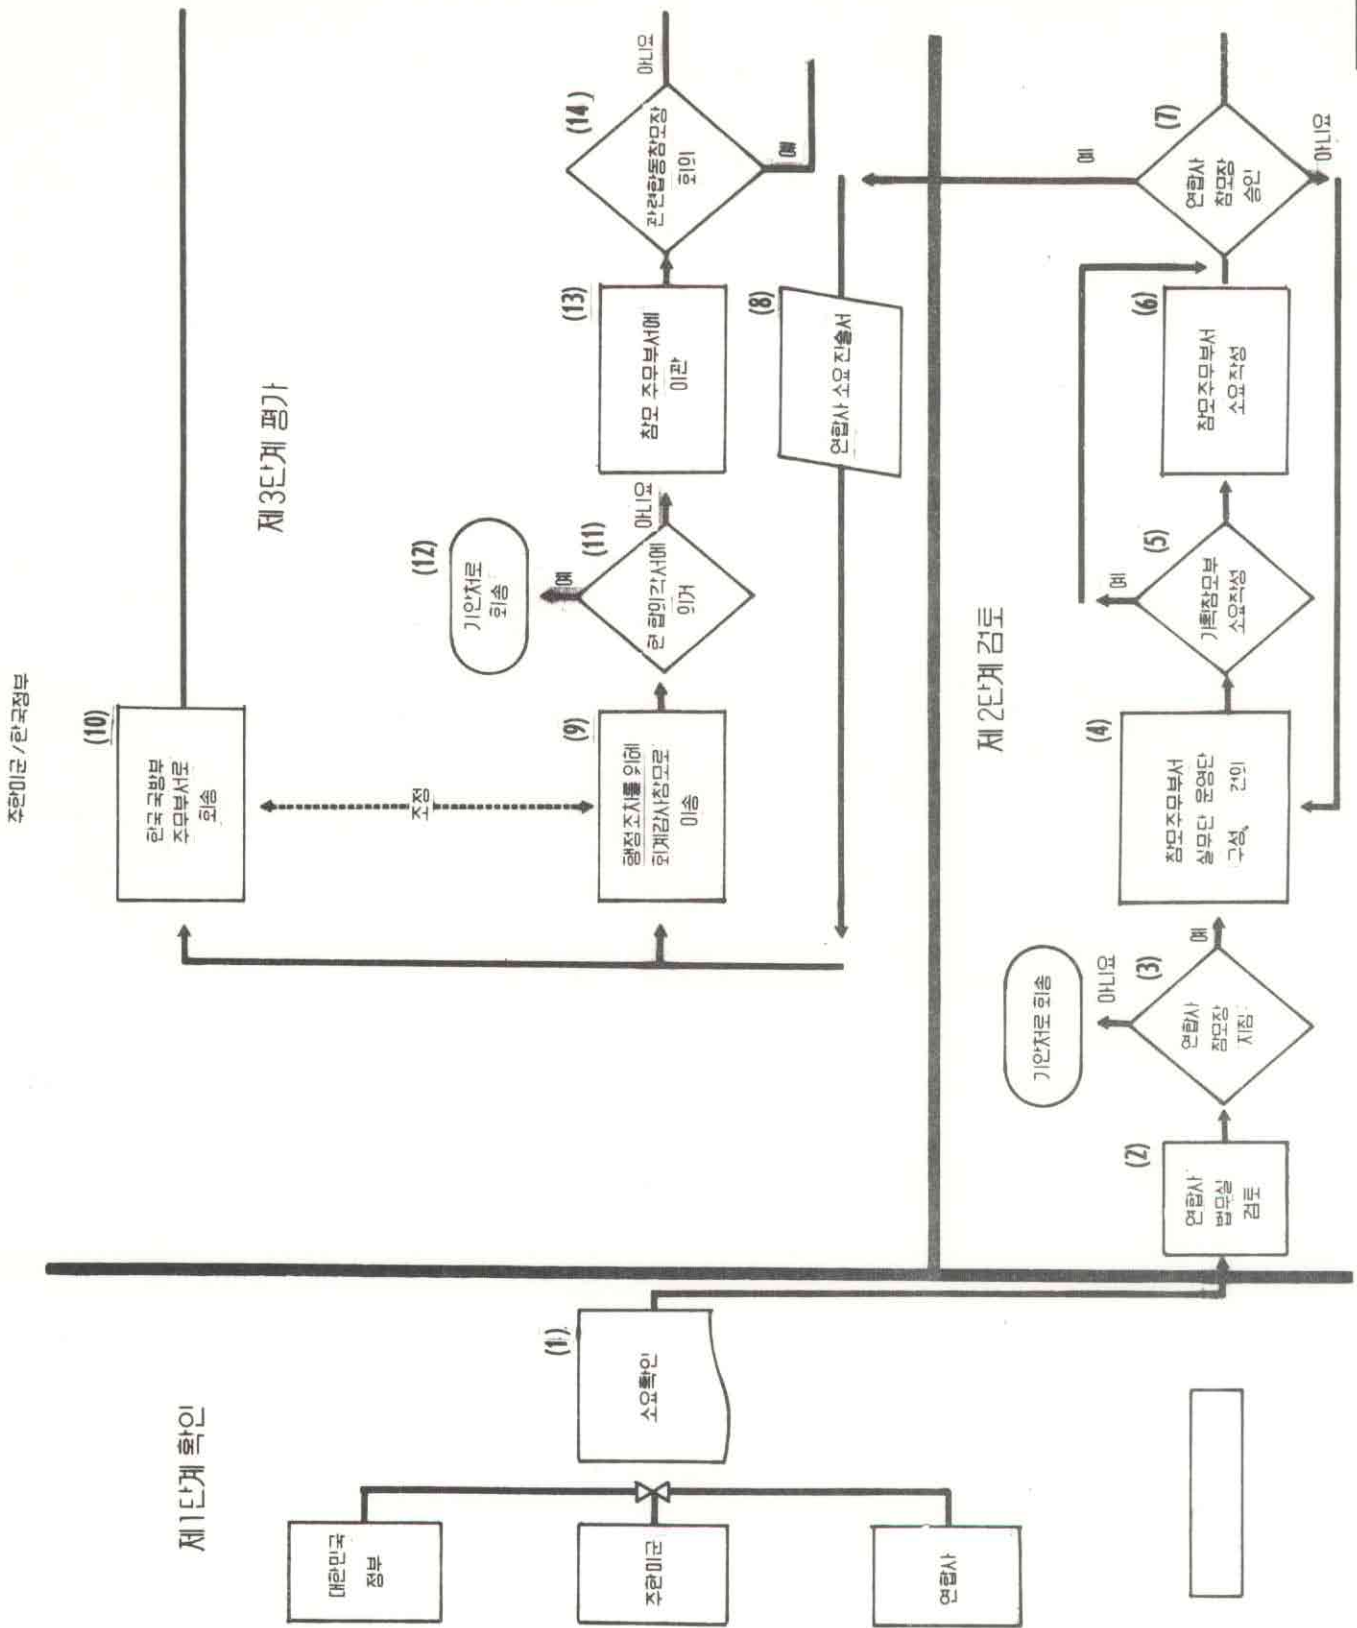 주한미군/한국정부
제1단계 확인
대한민국
정부
주한미군
연합사
(1)
소요확인
제2단계 검토
(2)
연합사
법무실
검토
(3)
연합사
참모장
지침
아니요
기안처로 회송
예
(4)
참모주무부서
실무단 운영단
구성, 건의
(5)
기획참모부
소요작성
예
(6)
참모주무부서
소요작성
(7)
연합사
참모장
승인
예
아니요
제3단계 평가
(8)
연합사 소요 진술서
(9)
행정조치를 위해
회계감사참모로
이송
조정
(10)
한국 국방부
주무부서로
회송
(11)
현 합의각서에
의거
예
아니요
(12)
기안처로
회송
(13)
참모 주무부서에
이관
(14)
관련합동참모장
회의
아니요
예